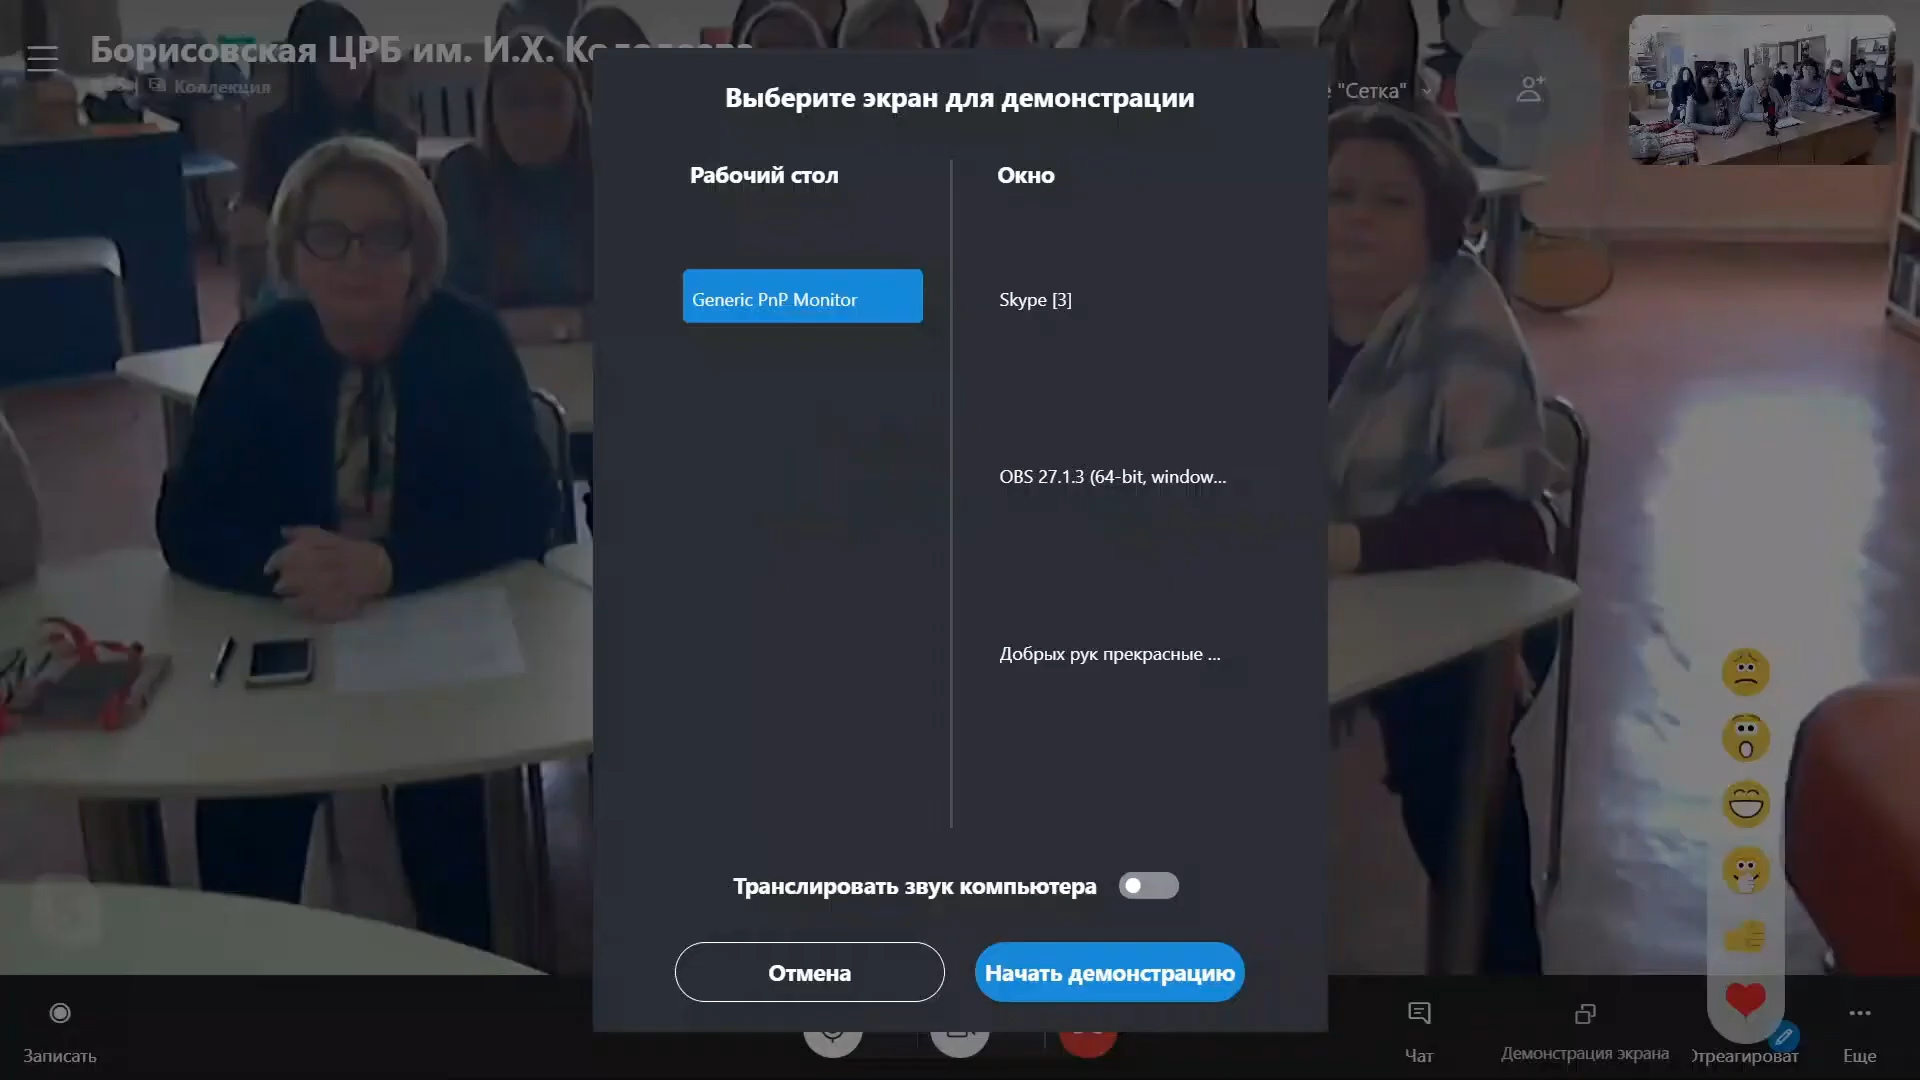 Борисовская ЦРБ им. И.Х.
Коллекция
"Сетка"
Выберите экран для демонстрации
Рабочий стол
Окно
Generic PnP Monitor
Skype [3]
OBS 27.1.3 (64-bit, window...
Добрых рук прекрасные ...
Транслировать звук компьютера
Отмена
Начать демонстрацию
Записать
Чат
Демонстрация экрана
Отреагироват
Еще